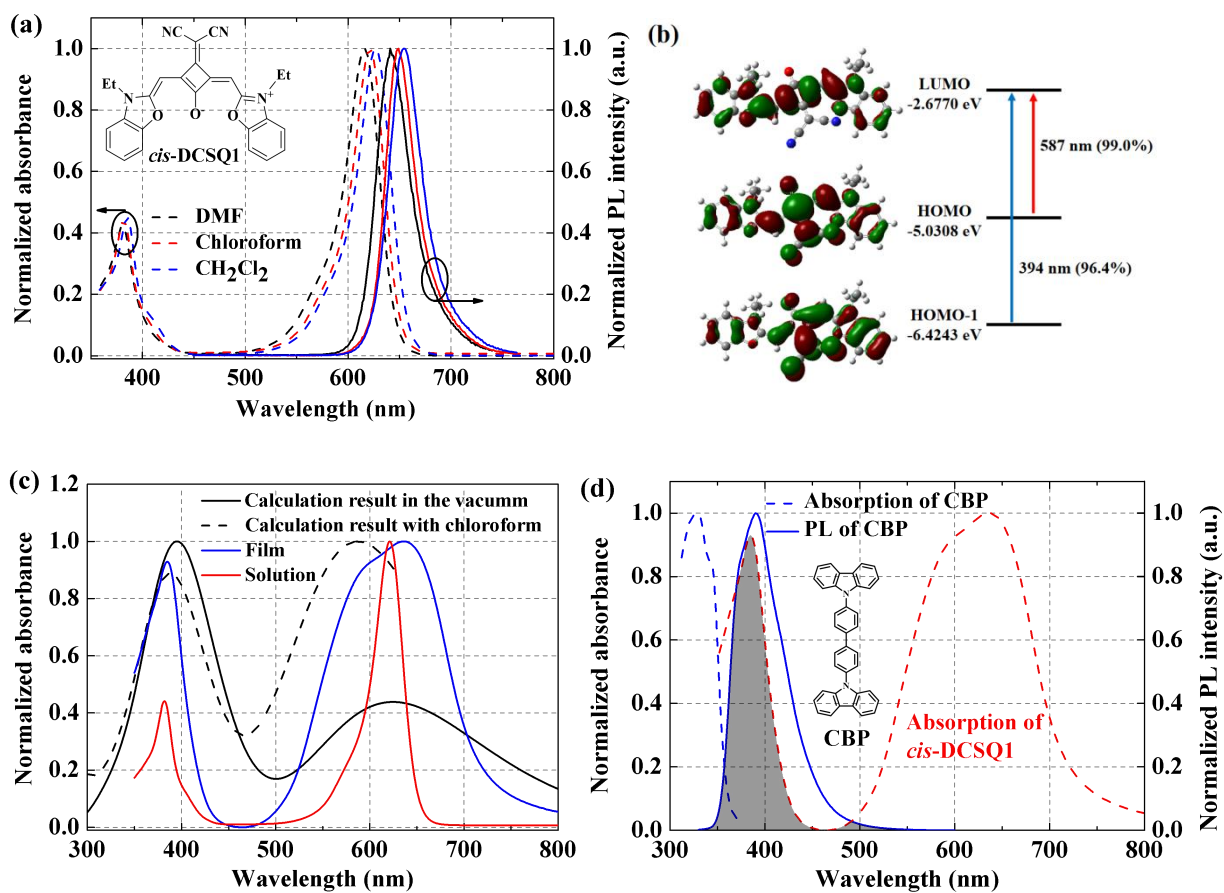 (a)
NC CN
Et
Et
N
N+
O
O
O
cis-DCSQ1
DMF
Chloroform
CH2Cl2
Normalized absorbance
1.0
0.8
0.6
0.4
0.2
0.0
400 500 600 700 800
Wavelength (nm)
1.0
0.8
0.6
0.4
0.2
0.0
Normalized PL intensity (a.u.)
(b)
LUMO
-2.6770 eV
587 nm (99.0%)
HOMO
-5.0308 eV
394 nm (96.4%)
HOMO-1
-6.4243 eV
(c)
1.2
1.0
0.8
0.6
0.4
0.2
0.0
Normalized absorbance
Calculation result in the vacumm
Calculation result with chloroform
Film
Solution
300 400 500 600 700 800
Wavelength (nm)
(d)
Absorption of CBP
PL of CBP
N
N
CBP
Absorption of
cis-DCSQ1
1.0
0.8
0.6
0.4
0.2
0.0
Normalized absorbance
300 400 500 600 700 800
Wavelength (nm)
1.0
0.8
0.6
0.4
0.2
0.0
Normalized PL intensity (a.u.)